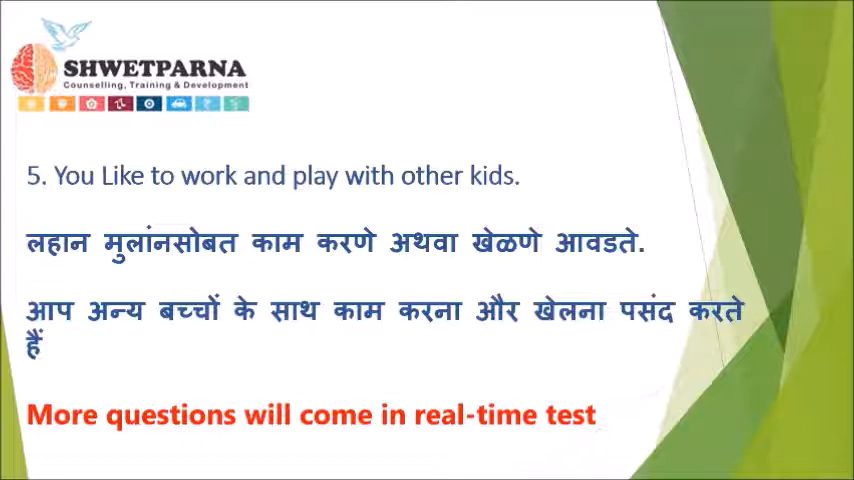 SHWETPARNA
Counselling, Training & Development
5. You Like to work and play with other kids.
लहान मुलांनसोबत काम करणे अथवा खेळणे आवडते.
आप अन्य बच्चों के साथ काम करना और खेलना पसंद करते
हैं
More questions will come in real-time test